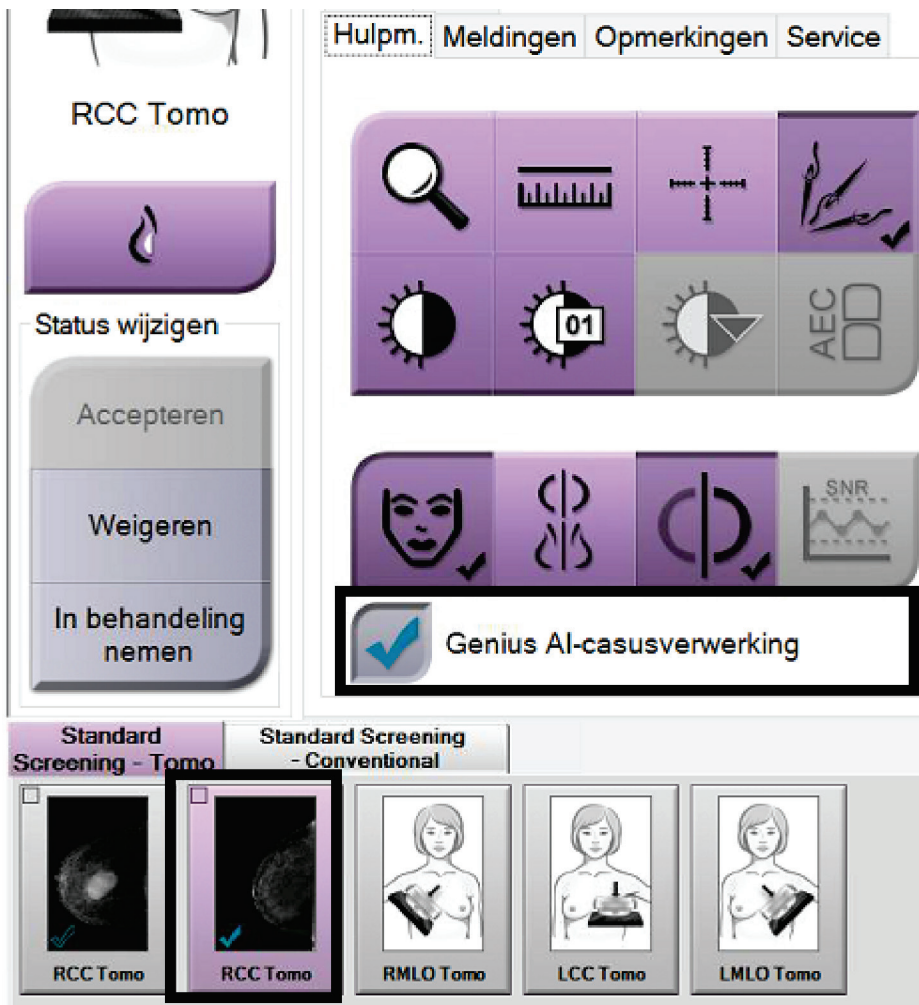 Hulpm. Meldingen Opmerkingen Service
RCC Tomo
01
AEC
Status wijzigen
Accepteren
Weigeren
In behandeling
nemen
SNR
Genius AI-casusverwerking
Standard
Screening - Tomo
Standard Screening
- Conventional
RCC Tomo
RCC Tomo
RMLO Tomo
LCC Tomo
LMLO Tomo